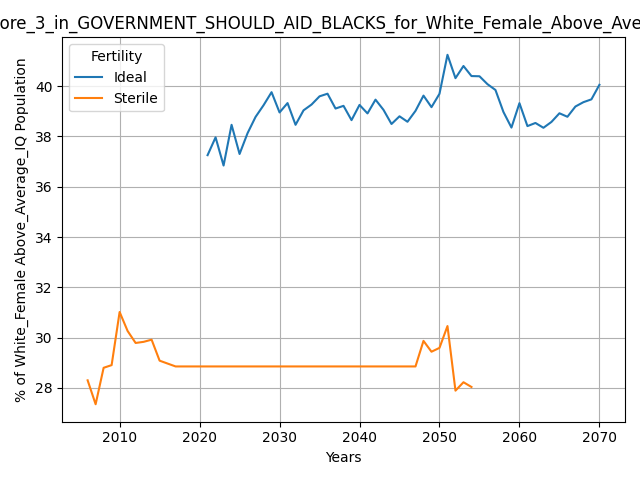 ore_3_in_GOVERNMENT_SHOULD_AID_BLACKS_for_White_Female_Above_Ave
Fertility
Ideal
Sterile
% of White_Female Above_Average_IQ Population
40
38
36
34
32
30
28
2010
2020
2030
2040
2050
2060
2070
Years